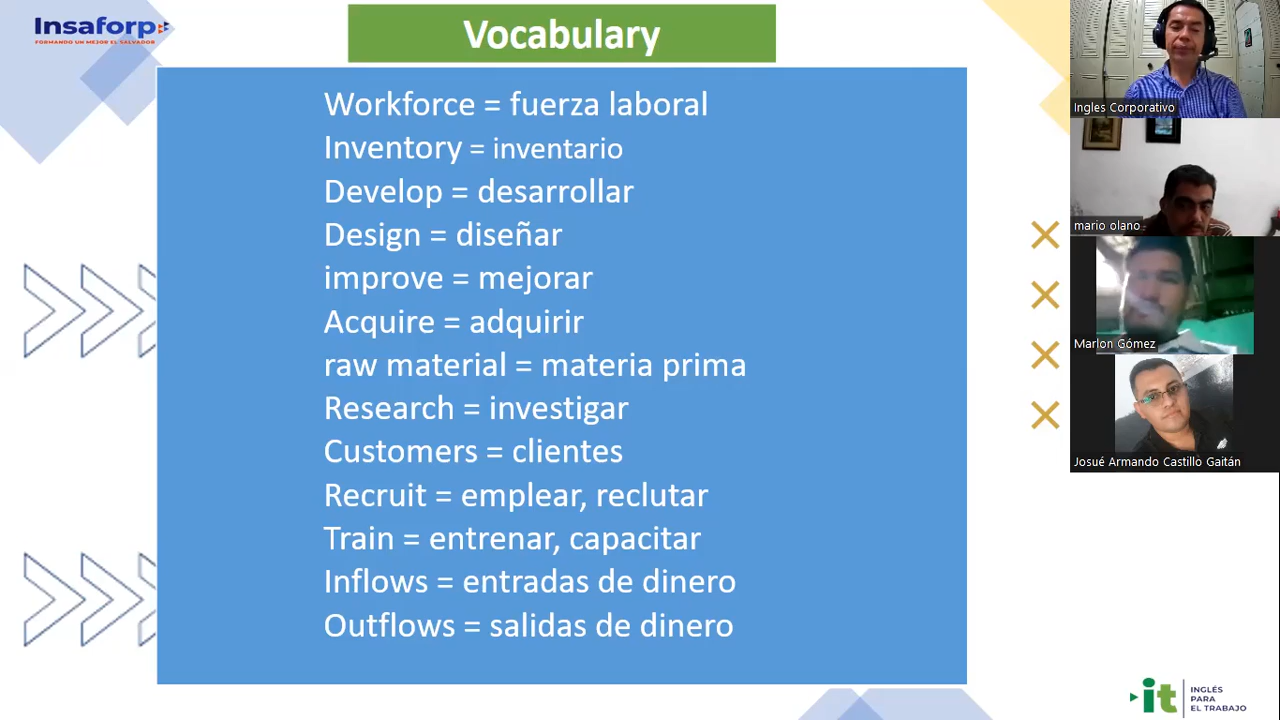 Insaforp
FORMANDO UN MEJOR EL SALVADOR
Vocabulary
Workforce = fuerza laboral
Inventory = inventario
Develop = desarrollar
Design = diseñar
improve = mejorar
Acquire = adquirir
raw material = materia prima
Research = investigar
Customers = clientes
Recruit = emplear, reclutar
Train = entrenar, capacitar
Inflows = entradas de dinero
Outflows = salidas de dinero
Ingles Corporativo
mario olano
Marlon Gómez
Josué Armando Castillo Gaitán
it
INGLÉS
PARA
EL TRABAJO